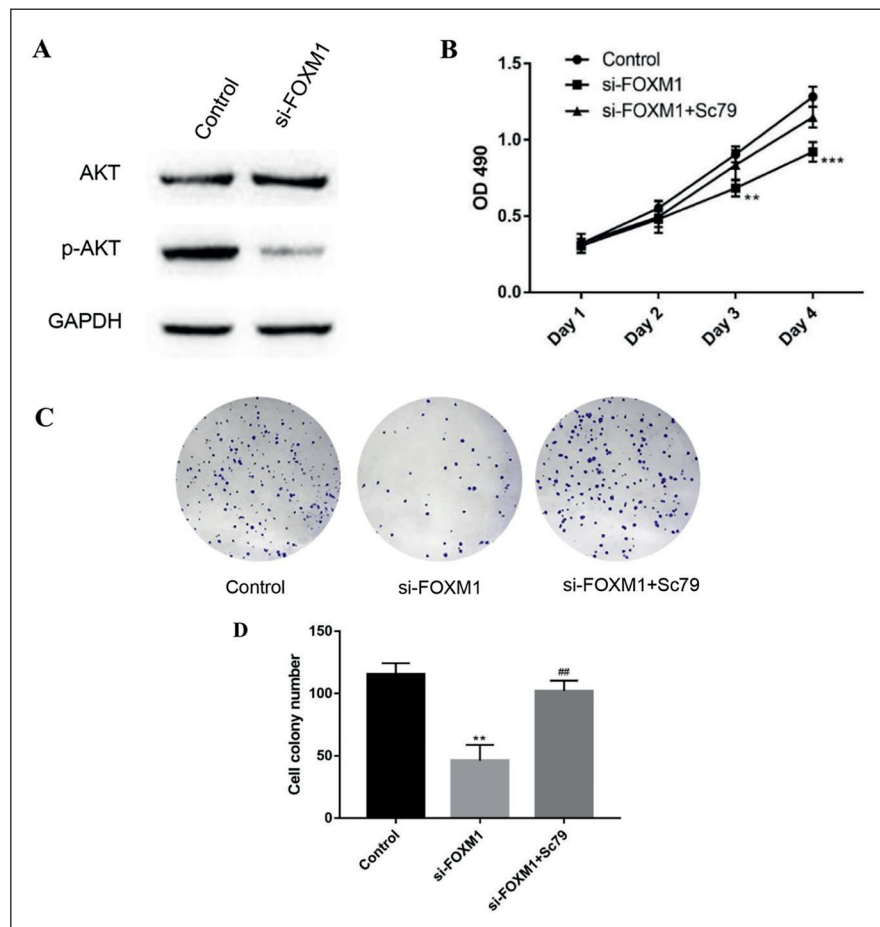 A
Control
si-FOXM1
AKT
p-AKT
GAPDH
B
Control
si-FOXM1
si-FOXM1+Sc79
OD 490
1.5
1.0
0.5
0.0
**
***
Day 1
Day 2
Day 3
Day 4
C
Control
si-FOXM1
si-FOXM1+Sc79
D
Cell colony number
150
100
50
0
**
##
Control
si-FOXM1
si-FOXM1+Sc79